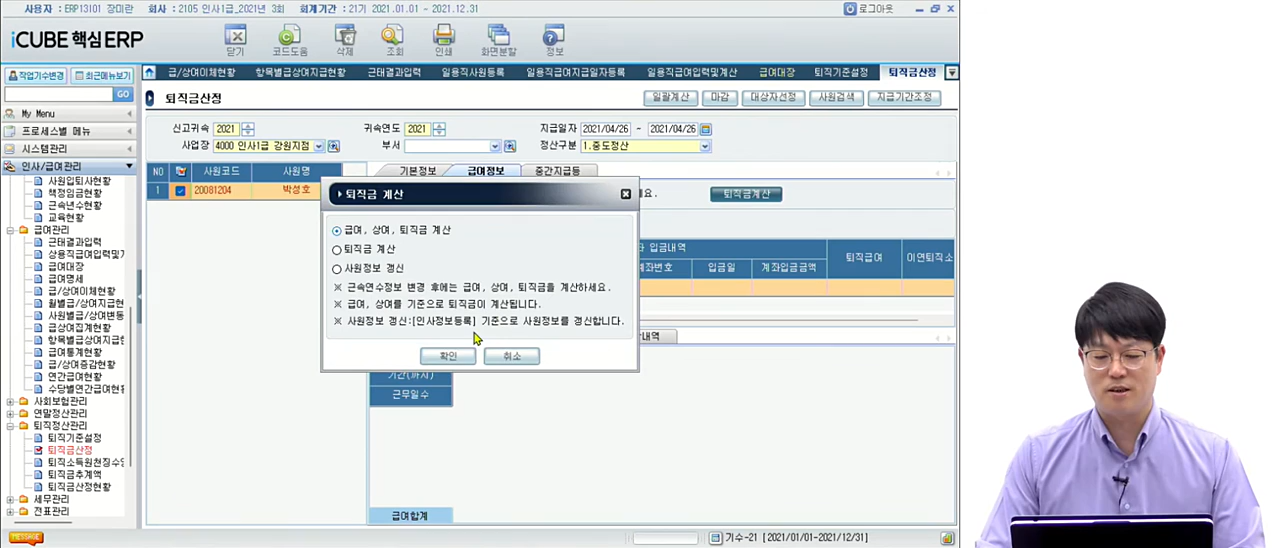 사용자 : ERP13I01 장미란 회사 : 2105 인사1급_2021년 3회 회계기간 : 21기 2021.01.01 - 2021.12.31 로그아웃
iCUBE 핵심ERP
닫기 코드도움 삭제 조회 인쇄 화면분할 정보
작업기수변경 최근메뉴보기
급/상여이체현황 항목별급상여지급현황 근태결과입력 일용직사원등록 일용직급여지급일자등록 일용직급여입력및계산 급여대장 퇴직기준설정 퇴직금산정
GO
퇴직금산정
일괄계산 마감 대상자선정 사원검색 지급기간조정
My Menu
프로세스별 메뉴
시스템관리
인사/급여관리
사원입퇴사현황
책정임금현황
근속년수현황
교육현황
급여관리
근태결과입력
상용직급여입력및
급여대장
급여명세
급/상여이체현황
월별급/상여지급현
사원별급/상여변동
급상여집계현황
항목별급상여지급
급여통계현황
급/상여증감현황
연간급여현황
수당별연간급여현
사회보험관리
연말정산관리
퇴직정산관리
퇴직기준설정
퇴직금산정
퇴직소득원천징수
퇴직금추계액
퇴직금산정현황
세무관리
전표관리
신고귀속 2021 귀속연도 2021 지급일자 2021/04/26 - 2021/04/26
사업장 4000 인사1급 강원지점 부서 정산구분 1.중도정산
NO 사원코드 사원명
1 20081204 박성호
기본정보 급여정보 중간지급등
요. 퇴직금계산
입금내역 퇴직급여 이연퇴직소
계좌번호 입금일 계좌입금금액
퇴직금 계산
급여, 상여, 퇴직금 계산
퇴직금 계산
사원정보 갱신
※ 근속연수정보 변경 후에는 급여, 상여, 퇴직금을 계산하세요.
※ 급여, 상여를 기준으로 퇴직금이 계산됩니다.
※ 사원정보 갱신:[인사정보등록] 기준으로 사원정보를 갱신합니다.
확인 취소
내역
기간(까지)
근무일수
급여합계
MESSAGE
기수-21 [2021/01/01-2021/12/31]